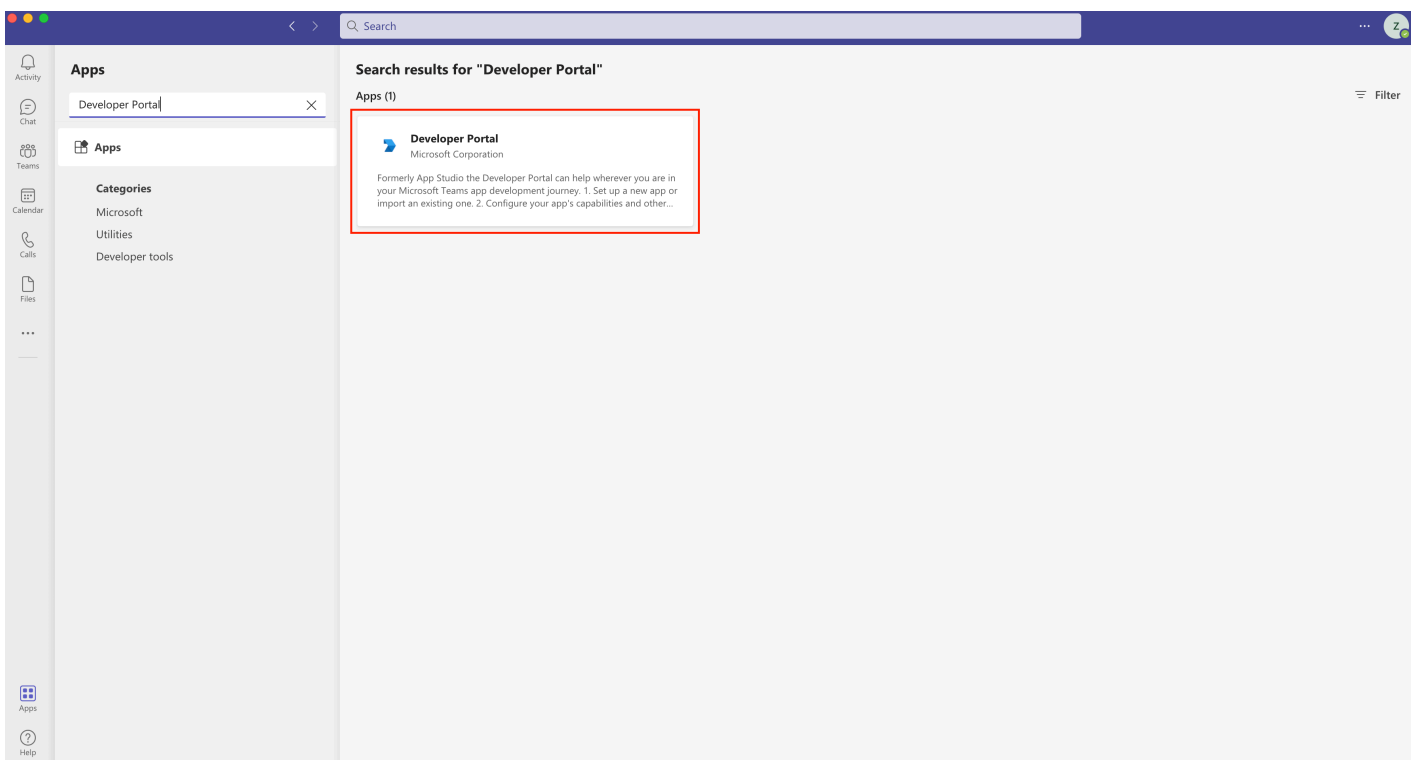 Search
...
Z
Activity
Chat
Teams
Calendar
Calls
Files
...
Apps
Help
Apps
Developer Portal
Apps
Categories
Microsoft
Utilities
Developer tools
Search results for "Developer Portal"
Apps (1)
Filter
Developer Portal
Microsoft Corporation
Formerly App Studio the Developer Portal can help wherever you are in
your Microsoft Teams app development journey. 1. Set up a new app or
import an existing one. 2. Configure your app's capabilities and other...